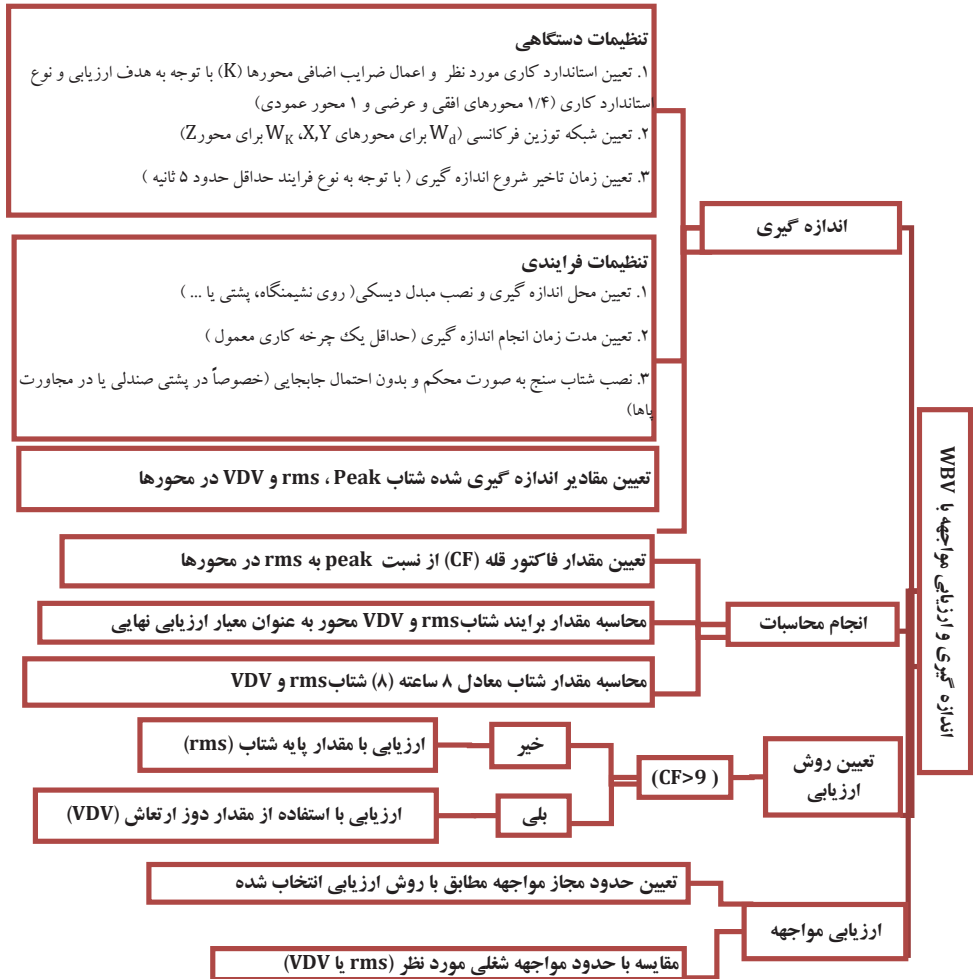 تنظیمات دستگاهی
۱. تعیین استاندارد کاری مورد نظر و اعمال ضرایب اضافی محورها (K) با توجه به هدف ارزیابی و نوع
استاندارد کاری (۱/۴ محورهای افقی و عرضی و ۱ محور عمودی)
۲. تعیین شبکه توزین فرکانسی (Wd برای محورهای X,Y، WK برای محور Z)
۳. تعیین زمان تاخیر شروع اندازه گیری ( با توجه به نوع فرایند حداقل حدود ۵ ثانیه )
اندازه گیری
تنظیمات فرایندی
۱. تعیین محل اندازه گیری و نصب مبدل دیسکی( روی نشیمنگاه، پشتی یا ... )
۲. تعیین مدت زمان انجام اندازه گیری (حداقل یك چرخه کاری معمول )
۳. نصب شتاب سنج به صورت محکم و بدون احتمال جابجایی (خصوصاً در پشتی صندلی یا در مجاورت
پاها)
تعیین مقادیر اندازه گیری شده شتاب rms ، Peak و VDV در محورها
اندازه گیری و ارزیابی مواجهه با WBV
تعیین مقدار فاکتور قله (CF) از نسبت peak به rms در محورها
انجام محاسبات
محاسبه مقدار برایند شتاب rms و VDV محور به عنوان معیار ارزیابی نهایی
محاسبه مقدار شتاب معادل ۸ ساعته (۸) شتاب rms و VDV
تعیین روش
ارزیابی
(CF>9 )
خیر
ارزیابی با مقدار پایه شتاب (rms)
بلی
ارزیابی با استفاده از مقدار دوز ارتعاش (VDV)
ارزیابی مواجهه
تعیین حدود مجاز مواجهه مطابق با روش ارزیابی انتخاب شده
مقایسه با حدود مواجهه شغلی مورد نظر (rms یا VDV)